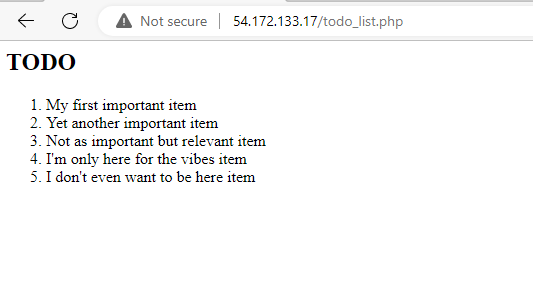 Not secure | 54.172.133.17/todo_list.php
TODO
1. My first important item
2. Yet another important item
3. Not as important but relevant item
4. I'm only here for the vibes item
5. I don't even want to be here item